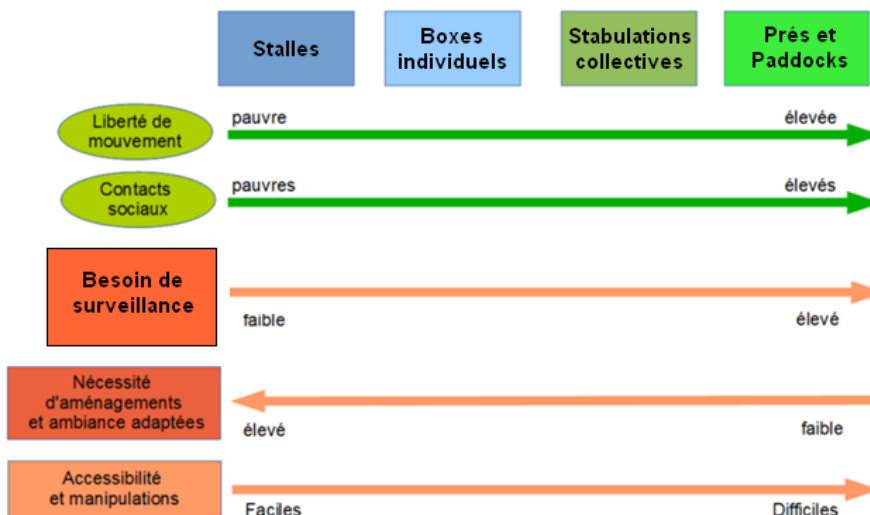 Stalles
Boxes
individuels
Stabulations
collectives
Prés et
Paddocks
Liberté de
mouvement
pauvre
élevée
Contacts
sociaux
pauvres
élevés
Besoin de
surveillance
faible
élevé
Nécessité
d'aménagements
et ambiance adaptées
élevé
faible
Accessibilité
et manipulations
Faciles
Difficiles